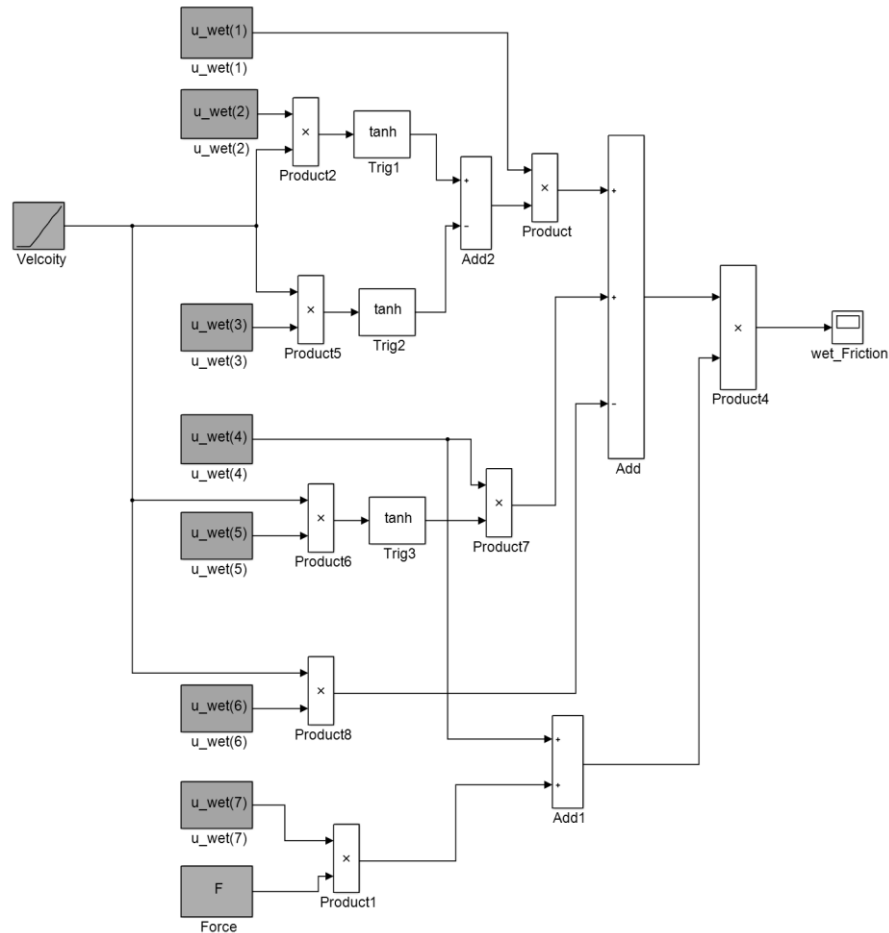 u_wet(1)
u_wet(1)
u_wet(2)
u_wet(2)
×
Product2
tanh
Trig1
+
−
Add2
×
Product
Velcoity
u_wet(3)
u_wet(3)
×
Product5
tanh
Trig2
+
+
−
Add
×
Product4
wet_Friction
u_wet(4)
u_wet(4)
u_wet(5)
u_wet(5)
×
Product6
tanh
Trig3
×
Product7
u_wet(6)
u_wet(6)
×
Product8
+
+
Add1
u_wet(7)
u_wet(7)
F
Force
×
Product1